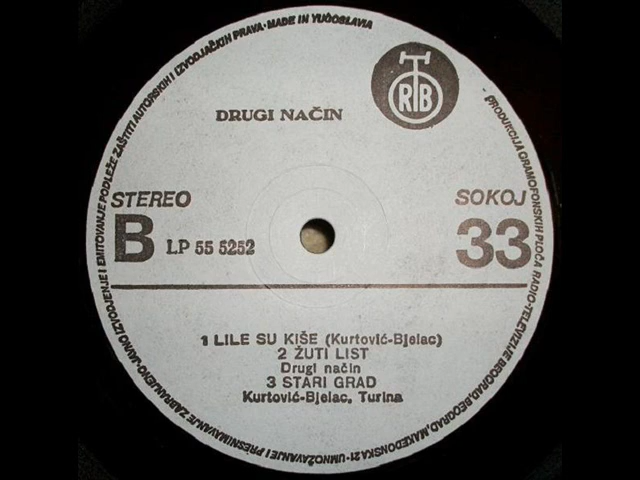 PRODUKCIJA GRAMOFONSKIH PLOČA RADIO-TELEVIZIJE BEOGRAD, BEOGRAD, MAKEDONSKA 21 · UMNOŽAVANJE I PRESNIMAVANJE ZABRANJENO · JAVNO IZVODJENJE I EMITOVANJE PODLEŽE ZAŠTITI AUTORSKIH I IZVODJAČKIH PRAVA · MADE IN YUGOSLAVIA
RTB
DRUGI NAČIN
STEREO
SOKOJ
B LP 55 5252
33
1 LILE SU KIŠE (Kurtović-Bjelac)
2 ŽUTI LIST
Drugi način
3 STARI GRAD
Kurtović-Bjelac, Turina